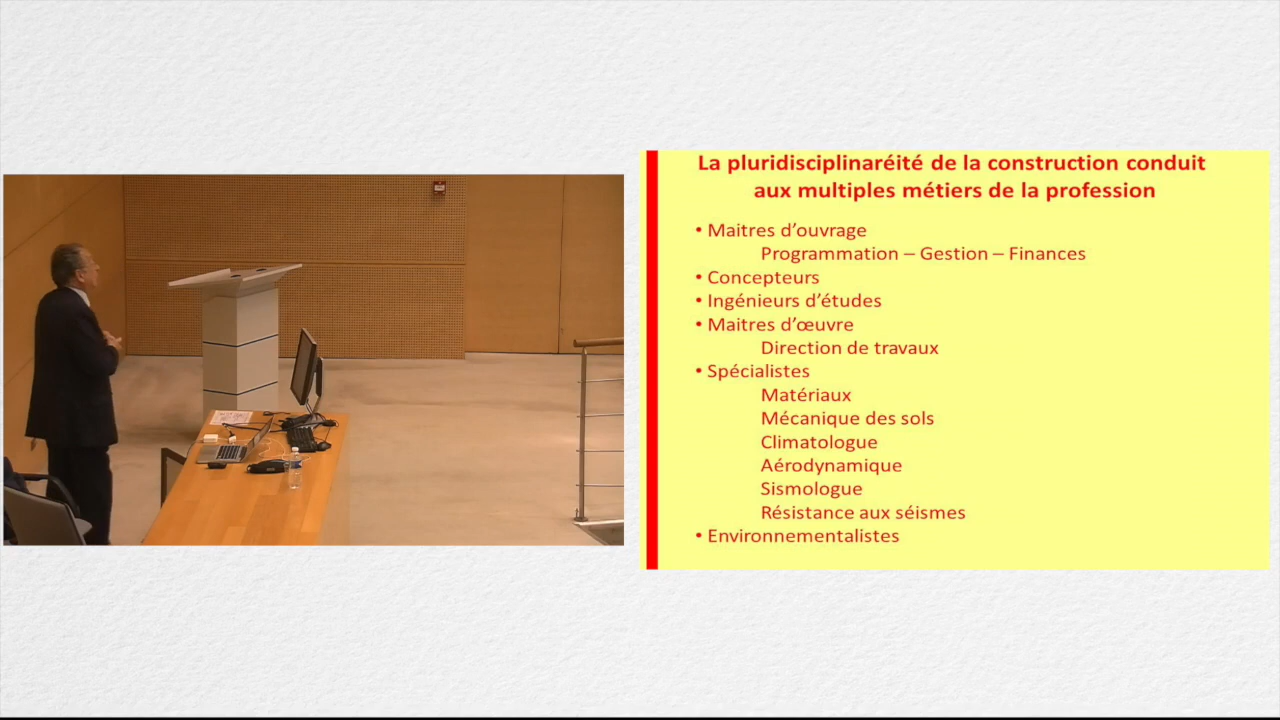 La pluridisciplinaréité de la construction conduit
aux multiples métiers de la profession
• Maitres d’ouvrage
Programmation – Gestion – Finances
• Concepteurs
• Ingénieurs d’études
• Maitres d’œuvre
Direction de travaux
• Spécialistes
Matériaux
Mécanique des sols
Climatologue
Aérodynamique
Sismologue
Résistance aux séismes
• Environnementalistes